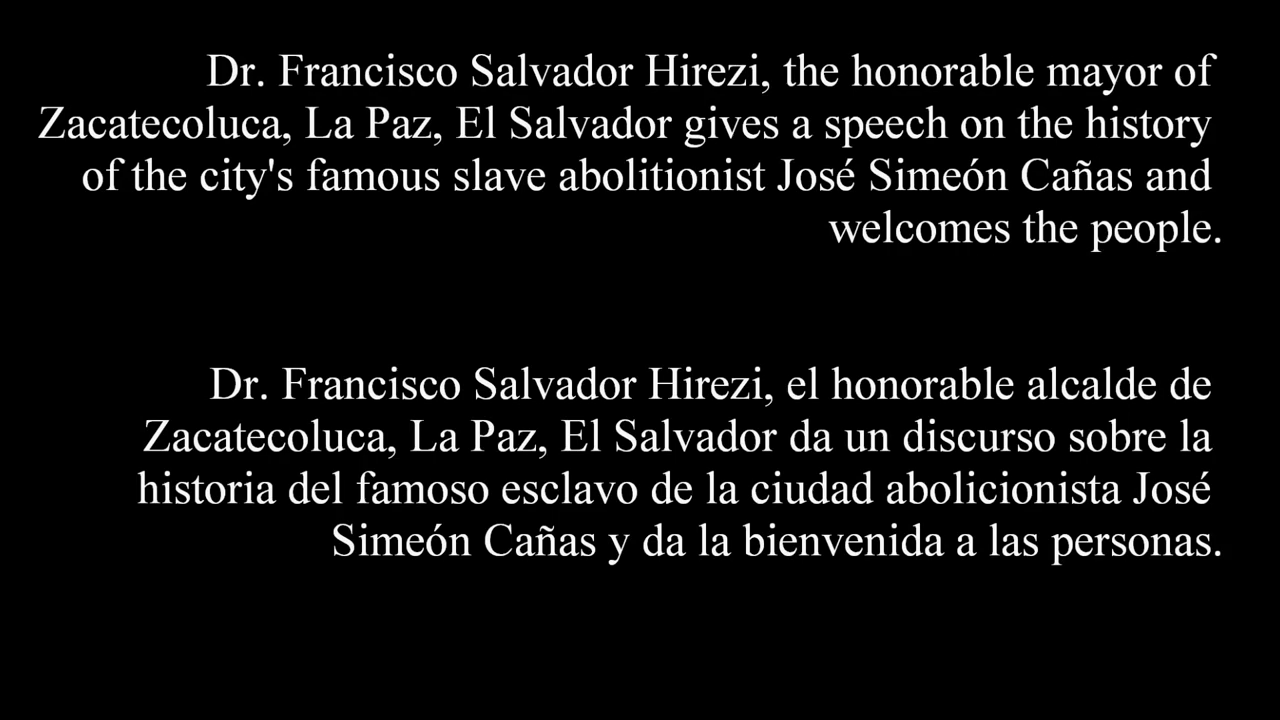 Dr. Francisco Salvador Hirezi, the honorable mayor of
Zacatecoluca, La Paz, El Salvador gives a speech on the history
of the city's famous slave abolitionist José Simeón Cañas and
welcomes the people.
Dr. Francisco Salvador Hirezi, el honorable alcalde de
Zacatecoluca, La Paz, El Salvador da un discurso sobre la
historia del famoso esclavo de la ciudad abolicionista José
Simeón Cañas y da la bienvenida a las personas.